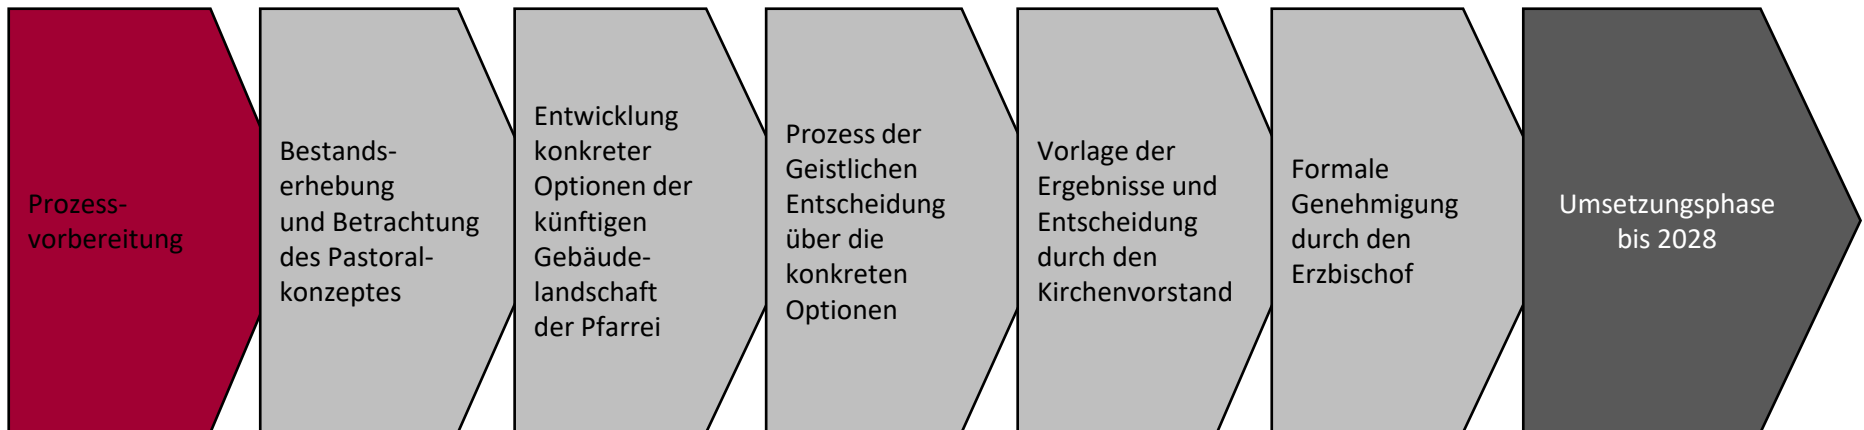 Prozess-
vorbereitung
Bestands-
erhebung
und Betrachtung
des Pastoral-
konzeptes
Entwicklung
konkreter
Optionen der
künftigen
Gebäude-
landschaft
der Pfarrei
Prozess der
Geistlichen
Entscheidung
über die
konkreten
Optionen
Vorlage der
Ergebnisse und
Entscheidung
durch den
Kirchenvorstand
Formale
Genehmigung
durch den
Erzbischof
Umsetzungsphase
bis 2028